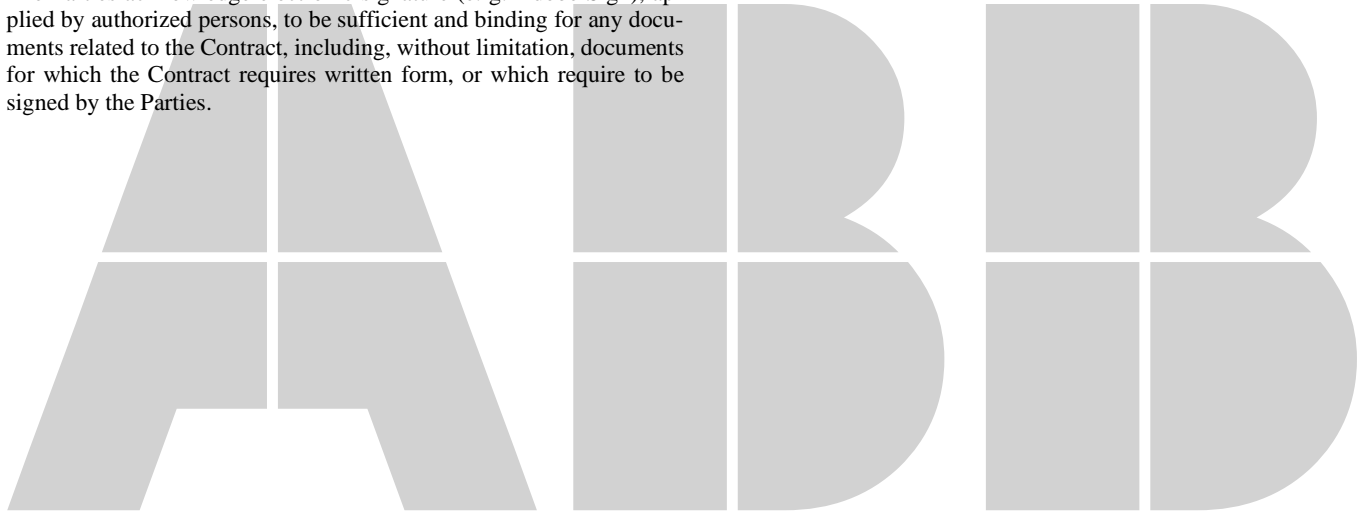 plied by authorized persons, to be sufficient and binding for any docu-
ments related to the Contract, including, without limitation, documents
for which the Contract requires written form, or which require to be
signed by the Parties.
ABB